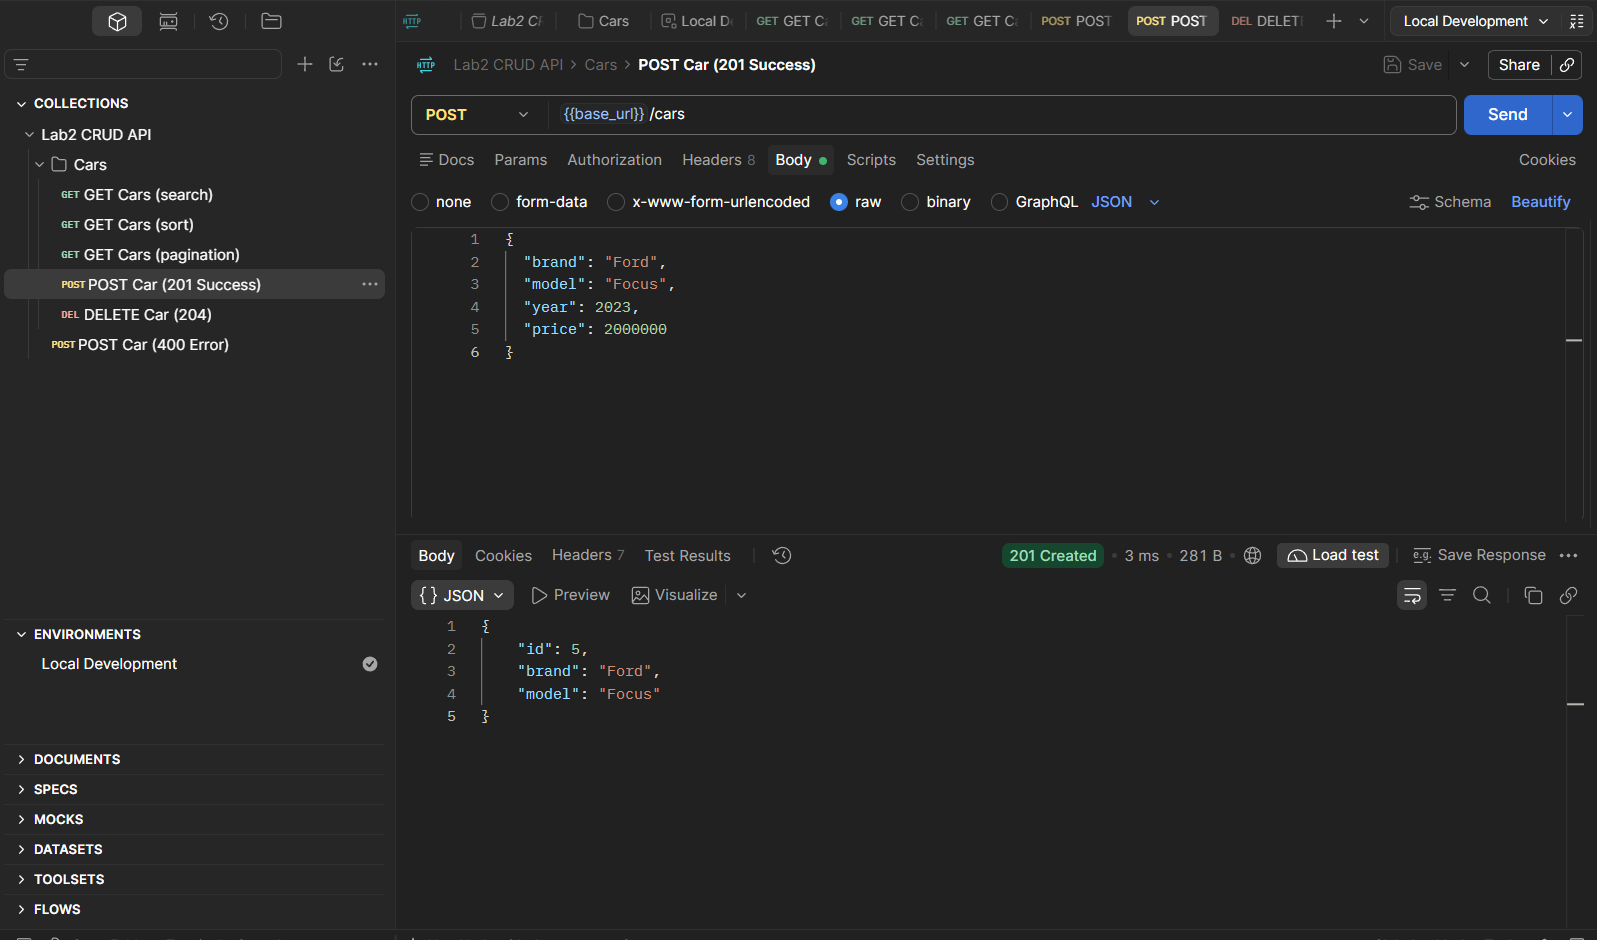 HTTP
Lab2 CF
Cars
Local D
GET GET C
GET GET C
GET GET C
POST POST
POST POST
DEL DELET
Local Development
HTTP Lab2 CRUD API > Cars > POST Car (201 Success)
Save
Share
COLLECTIONS
Lab2 CRUD API
Cars
GET GET Cars (search)
GET GET Cars (sort)
GET GET Cars (pagination)
POST POST Car (201 Success)
DEL DELETE Car (204)
POST POST Car (400 Error)
ENVIRONMENTS
Local Development
DOCUMENTS
SPECS
MOCKS
DATASETS
TOOLSETS
FLOWS
POST {{base_url}} /cars
Send
Docs Params Authorization Headers 8 Body Scripts Settings Cookies
none form-data x-www-form-urlencoded raw binary GraphQL JSON Schema Beautify
1 {
2 "brand": "Ford",
3 "model": "Focus",
4 "year": 2023,
5 "price": 2000000
6 }
Body Cookies Headers 7 Test Results 201 Created • 3 ms • 281 B • Load test e.g. Save Response
{ } JSON Preview Visualize
1 {
2 "id": 5,
3 "brand": "Ford",
4 "model": "Focus"
5 }